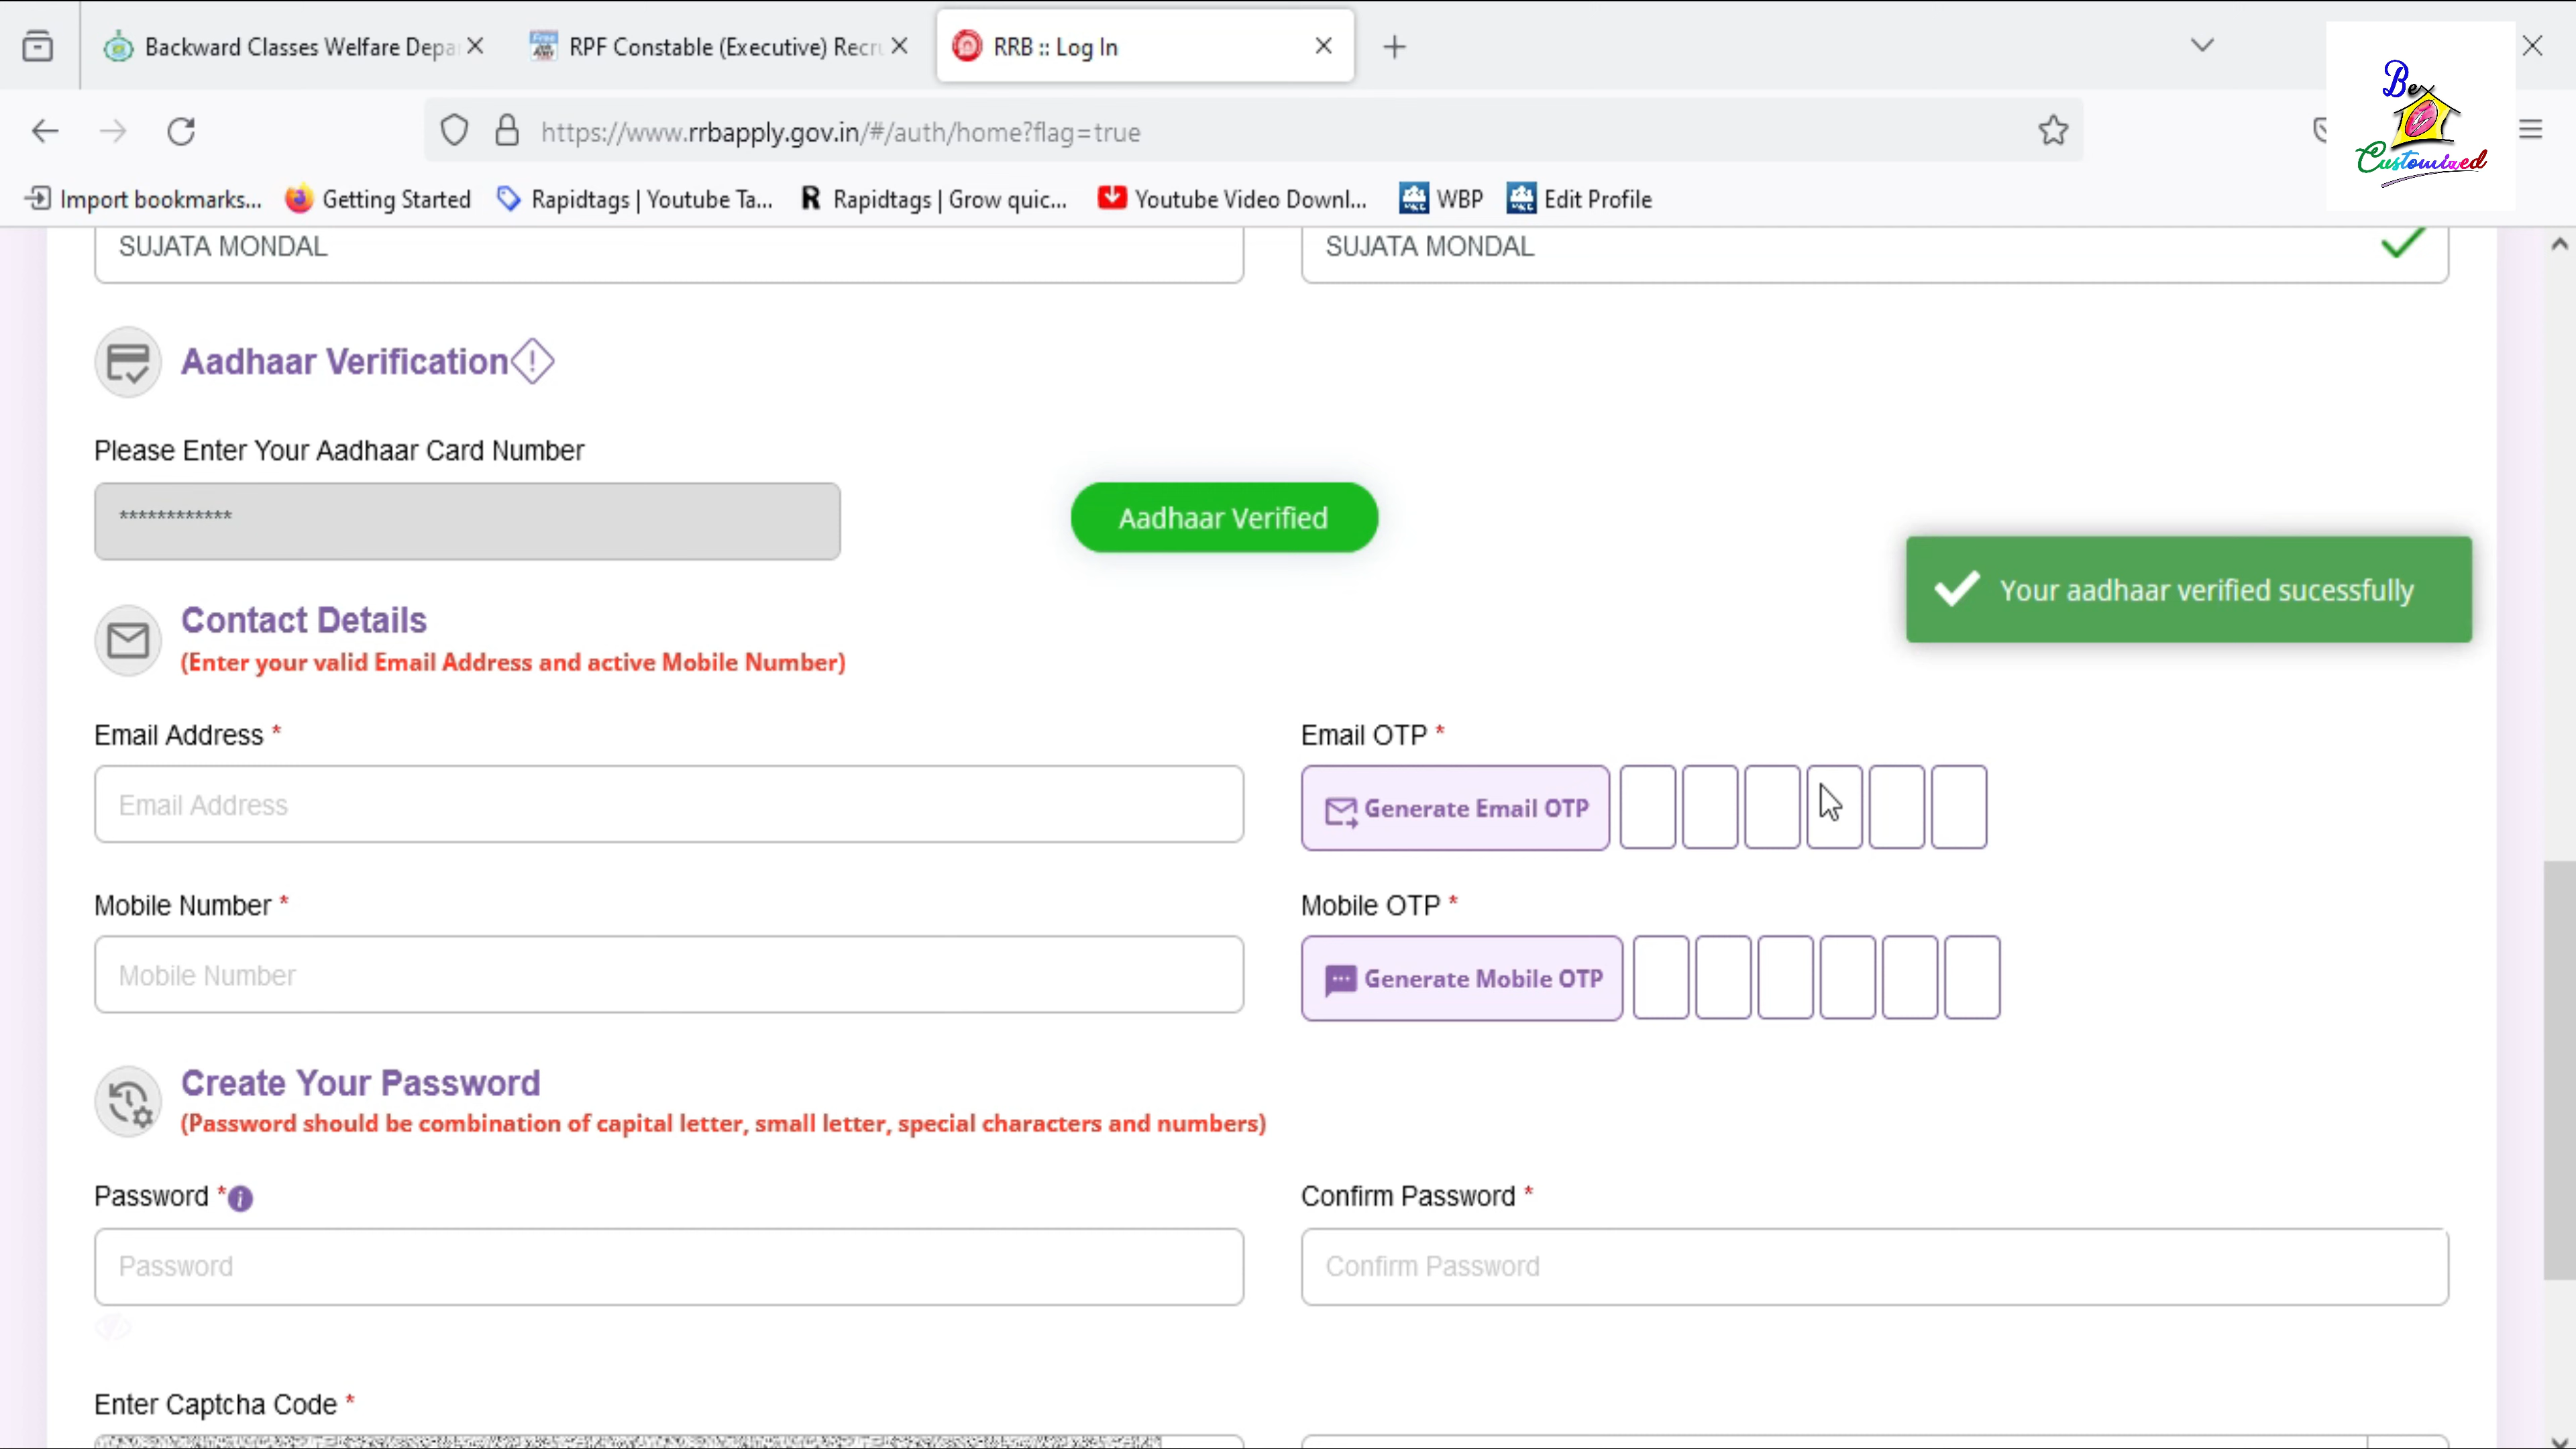 Backward Classes Welfare Depa
RPF Constable (Executive) Recru
RRB :: Log In
https://www.rrbapply.gov.in/#/auth/home?flag=true
Be
Customized
Import bookmarks...
Getting Started
Rapidtags | Youtube Ta...
Rapidtags | Grow quic...
Youtube Video Downl...
WBP
Edit Profile
SUJATA MONDAL
SUJATA MONDAL
Aadhaar Verification
Please Enter Your Aadhaar Card Number
************
Aadhaar Verified
Your aadhaar verified sucessfully
Contact Details
(Enter your valid Email Address and active Mobile Number)
Email Address *
Email OTP *
Email Address
Generate Email OTP
Mobile Number *
Mobile OTP *
Mobile Number
Generate Mobile OTP
Create Your Password
(Password should be combination of capital letter, small letter, special characters and numbers)
Password *
Confirm Password *
Password
Confirm Password
Enter Captcha Code *